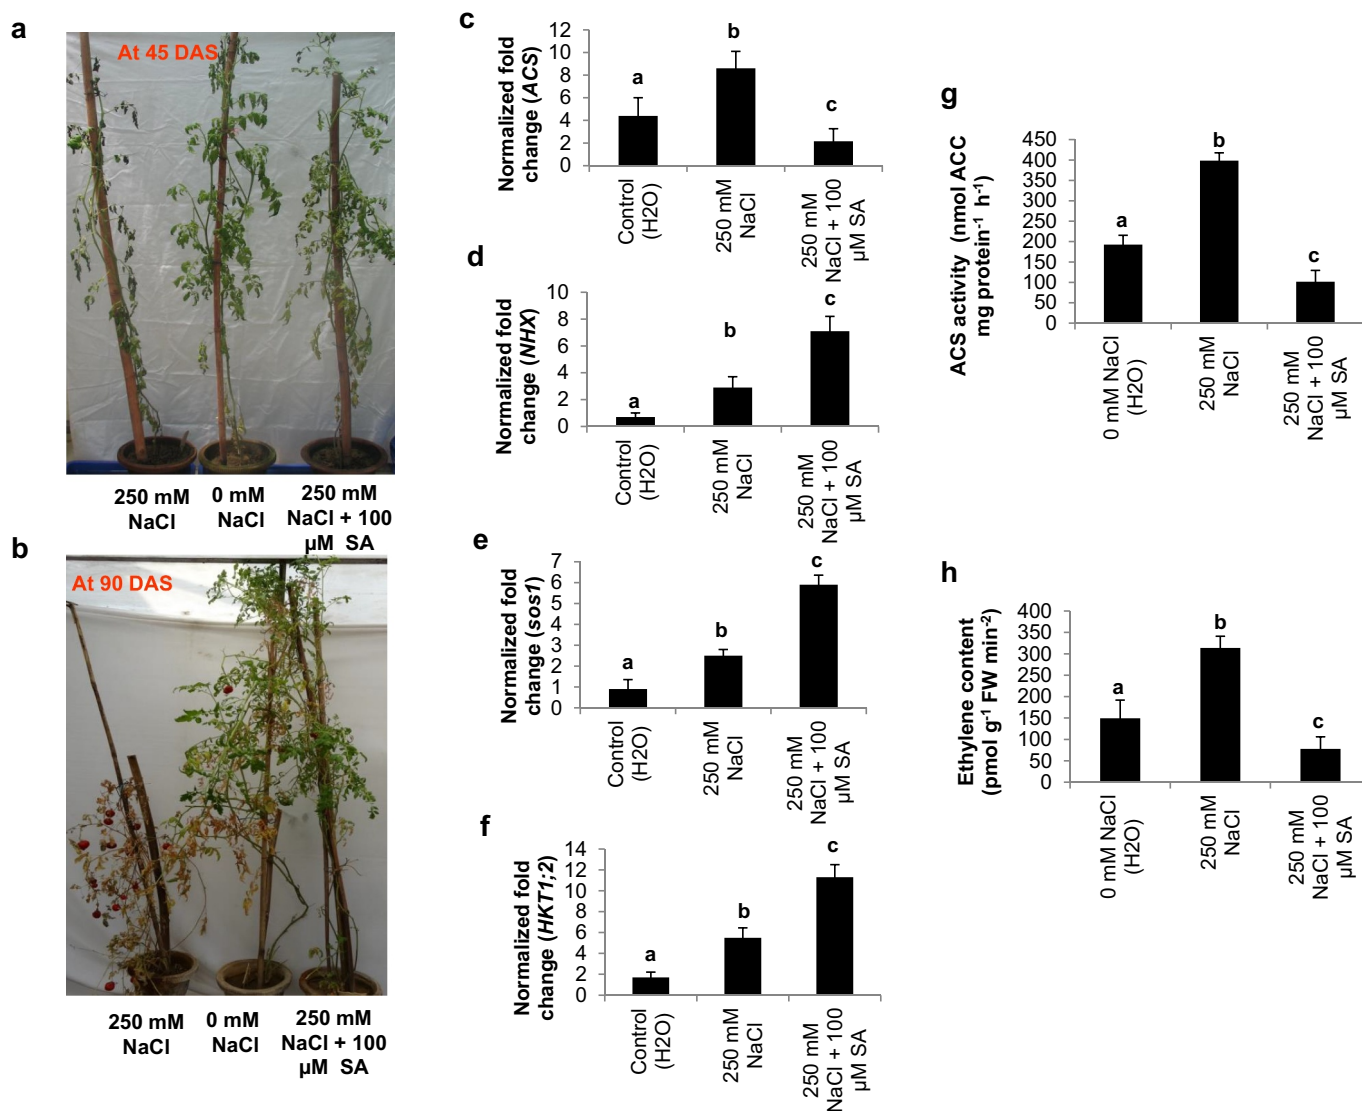 a
At 45 DAS
250 mM
NaCl
0 mM
NaCl
250 mM
NaCl + 100
µM SA
b
At 90 DAS
250 mM
NaCl
0 mM
NaCl
250 mM
NaCl + 100
µM SA
c
Normalized fold
change (ACS)
12
10
8
6
4
2
0
a
b
c
Control
(H2O)
250 mM
NaCl
250 mM
NaCl + 100
µM SA
d
Normalized fold
change (NHX)
10
8
6
4
2
0
a
b
c
Control
(H2O)
250 mM
NaCl
250 mM
NaCl + 100
µM SA
e
Normalized fold
change (sos1)
7
6
5
4
3
2
1
0
a
b
c
Control
(H2O)
250 mM
NaCl
250 mM
NaCl + 100
µM SA
f
Normalized fold
change (HKT1;2)
14
12
10
8
6
4
2
0
a
b
c
Control
(H2O)
250 mM
NaCl
250 mM
NaCl + 100
µM SA
g
ACS activity (nmol ACC
mg protein⁻¹ h⁻¹)
450
400
350
300
250
200
150
100
50
0
a
b
c
0 mM NaCl
(H2O)
250 mM
NaCl
250 mM
NaCl + 100
µM SA
h
Ethylene content
(pmol g⁻¹ FW min⁻²)
400
350
300
250
200
150
100
50
0
a
b
c
0 mM NaCl
(H2O)
250 mM
NaCl
250 mM
NaCl + 100
µM SA